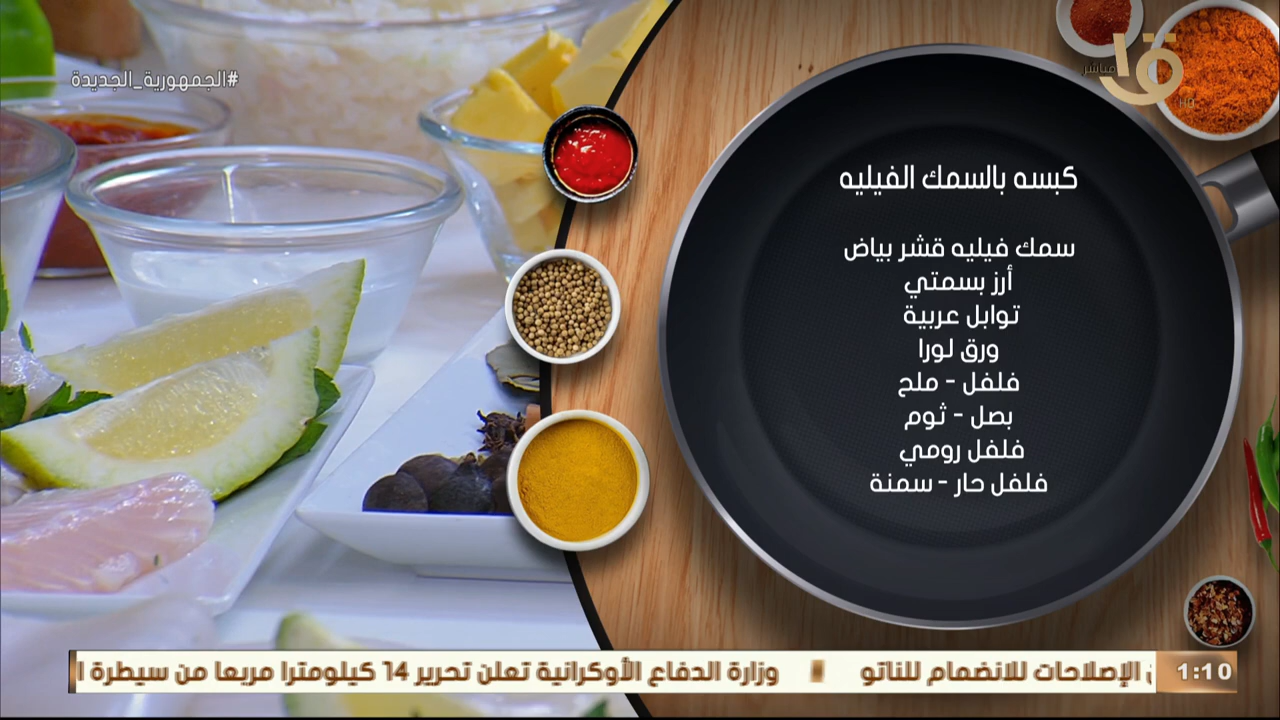 #الجمهورية_الجديدة
مباشر
HD
كبسه بالسمك الفيليه
سمك فيليه قشر بياض
أرز بسمتي
توابل عربية
ورق لورا
فلفل - ملح
بصل - ثوم
فلفل رومي
فلفل حار - سمنة
الإصلاحات للانضمام للناتو وزارة الدفاع الأوكرانية تعلن تحرير 14 كيلومترا مربعا من سيطرة
1:10